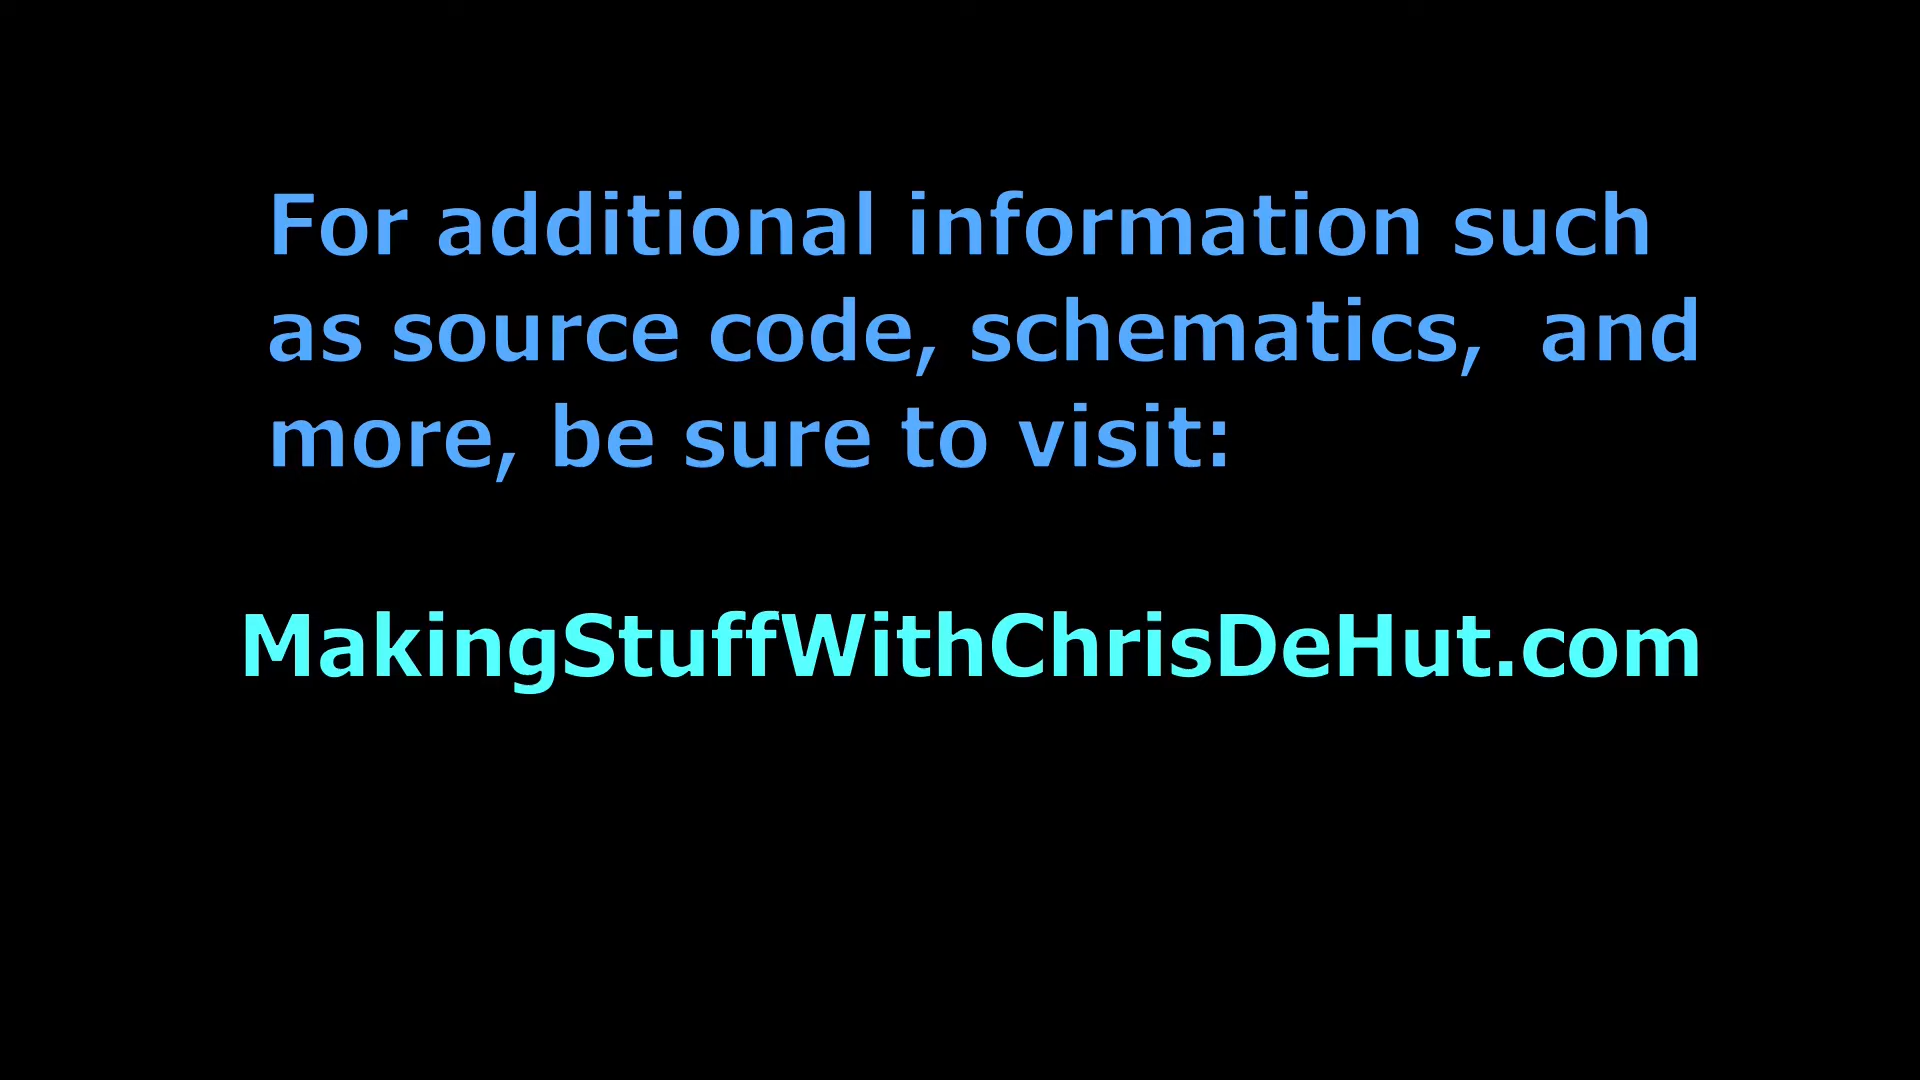 For additional information such
as source code, schematics,  and
more, be sure to visit:
MakingStuffWithChrisDeHut.com